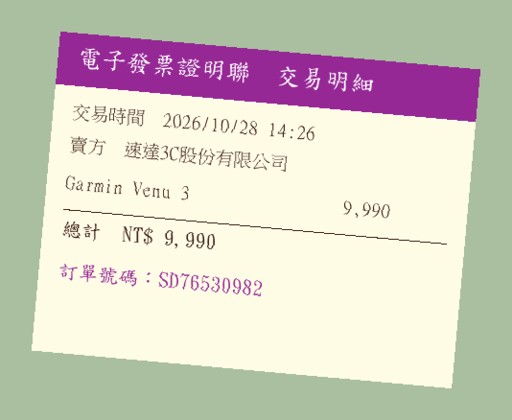 電子發票證明聯　交易明細
交易時間　2026/10/28 14:26
賣方　速達3C股份有限公司
Garmin Venu 3　9,990
總計　NT$ 9,990
訂單號碼：SD76530982